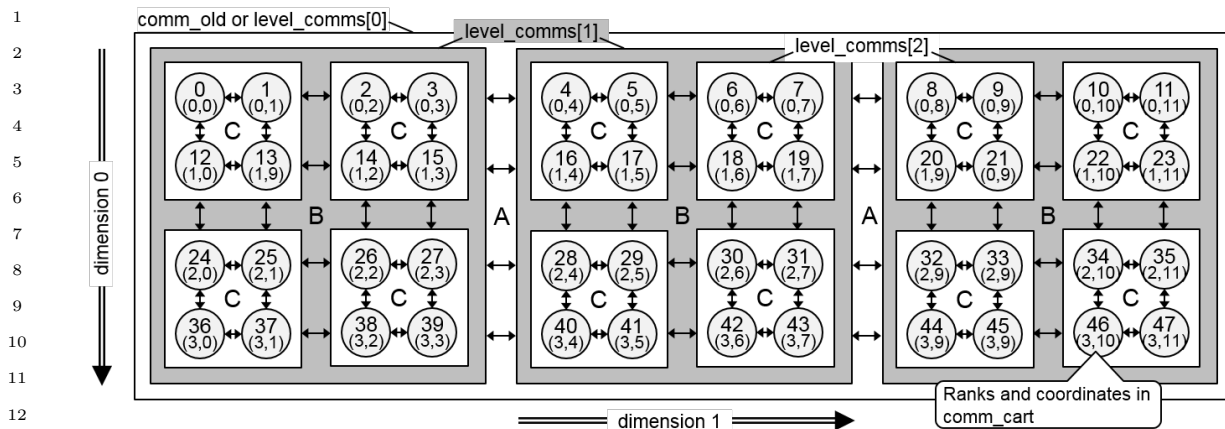 1
comm_old or level_comms[0]
level_comms[1]
2
level_comms[2]
3
0 1 2 3 4 5 6 7 8 9 10 11
(0,0) (0,1) (0,2) (0,3) (0,4) (0,5) (0,6) (0,7) (0,8) (0,9) (0,10) (0,11)
4
C C C C C C
5
12 13 14 15 16 17 18 19 20 21 22 23
(1,0) (1,9) (1,2) (1,3) (1,4) (1,5) (1,6) (1,7) (1,9) (0,9) (1,10) (1,11)
6
dimension 0
B A B A B
7
24 25 26 27 28 29 30 31 32 33 34 35
(2,0) (2,1) (2,2) (2,3) (2,4) (2,5) (2,6) (2,7) (2,9) (2,9) (2,10) (2,11)
8
C C C C C C
9
36 37 38 39 40 41 42 43 44 45 46 47
(3,0) (3,1) (3,2) (3,3) (3,4) (3,5) (3,6) (3,7) (3,9) (3,9) (3,10) (3,11)
10
11
Ranks and coordinates in
comm_cart
12
dimension 1